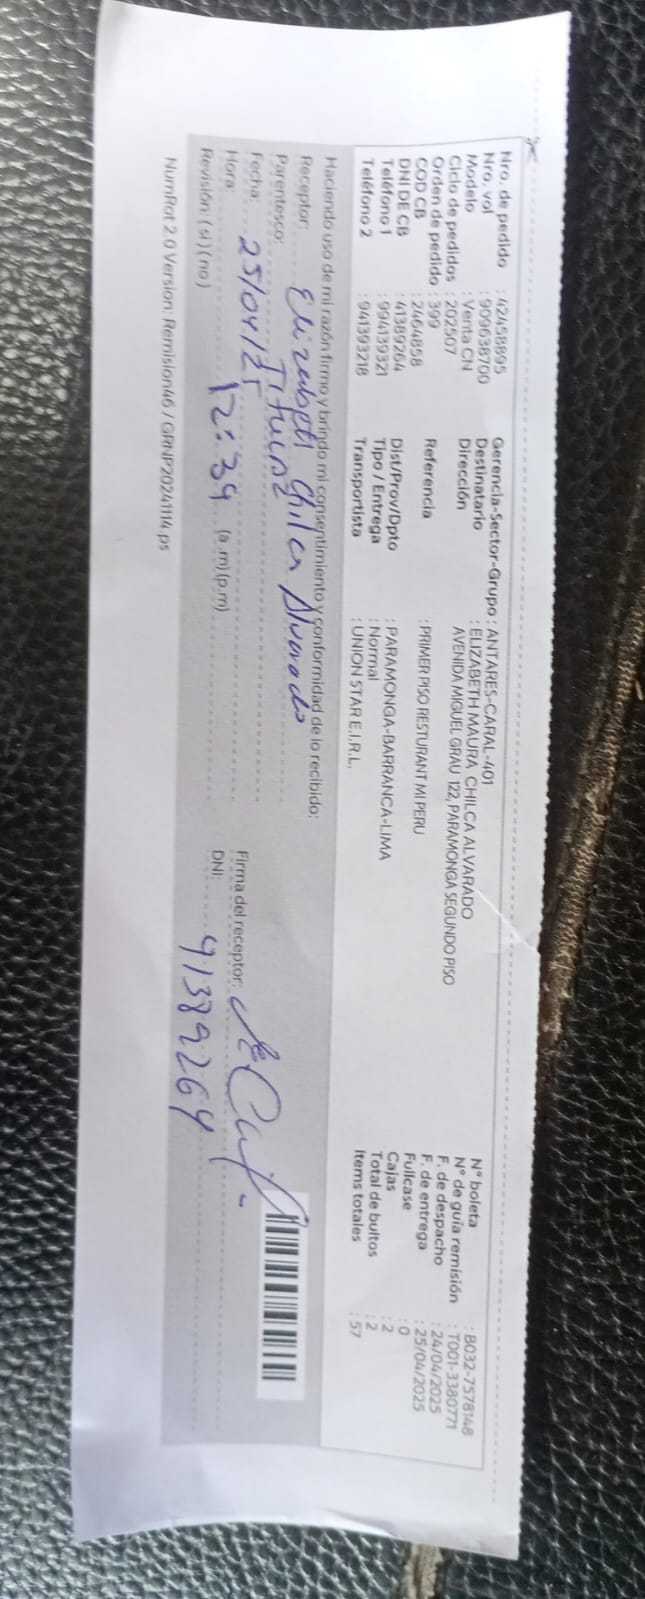 Nro. de pedido : 42458895
Nro. vol : 909638700
Modelo : Venta CN
Ciclo de pedidos : 202507
Orden de pedido : 399
COD CB : 2464858
DNI DE CB : 41389264
Teléfono 1 : 994139321
Teléfono 2 : 941393218
Gerencia-Sector-Grupo : ANTARES-CARAL-401
Destinatario : ELIZABETH MAURA CHILCA ALVARADO
Dirección AVENIDA MIGUEL GRAU 122, PARAMONGA SEGUNDO PISO
Referencia : PRIMER PISO RESTURANT MI PERU
Dist/Prov/Dpto : PARAMONGA-BARRANCA-LIMA
Tipo / Entrega : Normal
Transportista : UNION STAR E.I.R.L.
N° boleta : B032-7578148
N° de guía remisión : T001-3380771
F. de despacho : 24/04/2025
F. de entrega : 25/04/2025
Fullcase : 0
Cajas : 2
Total de bultos : 2
Items totales : 57
Haciendo uso de mi razón firmo y brindo mi consentimiento y conformidad de lo recibido:
Receptor: Elizabeth Chilca Alvarado
Parentesco:
Fecha: 25/04/25
Hora: 12:34 (a.m) (p.m)
Revisión ( si ) ( no )
Firma del receptor:
DNI: 41389264
NumRot 2.0 Version: Remision46 / GRNP20241114.ps